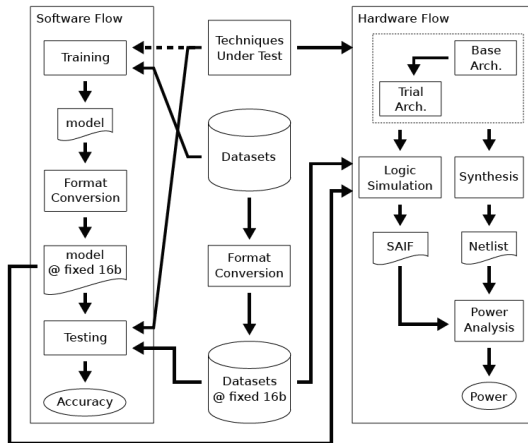 Software Flow
Training
model
Format
Conversion
model
@ fixed 16b
Testing
Accuracy
Techniques
Under Test
Datasets
Format
Conversion
Datasets
@ fixed 16b
Hardware Flow
Base
Arch.
Trial
Arch.
Logic
Simulation
Synthesis
SAIF
Netlist
Power
Analysis
Power